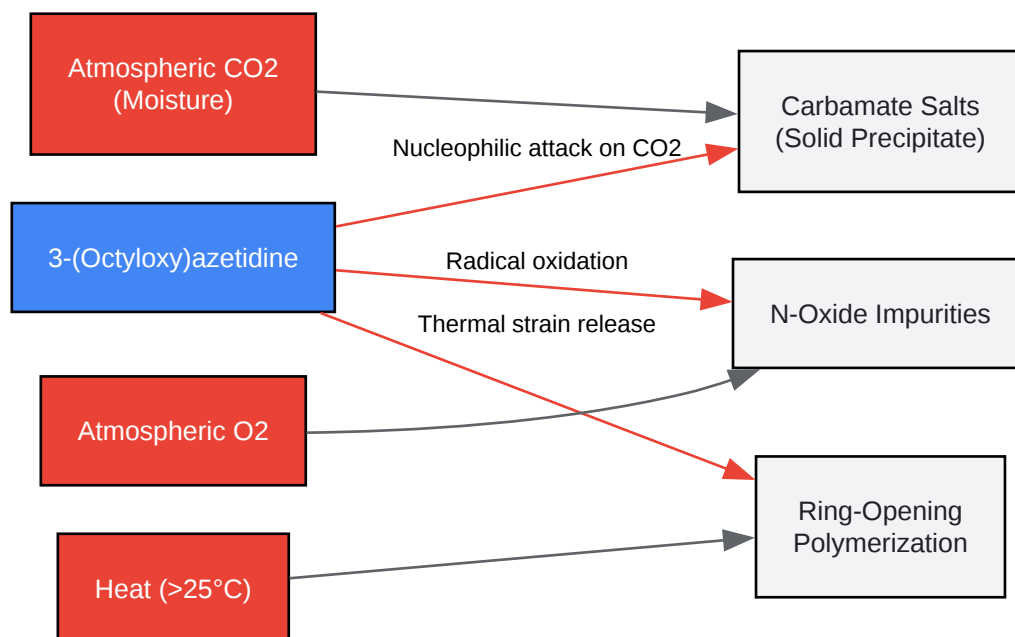 Atmospheric CO2
(Moisture)
Carbamate Salts
(Solid Precipitate)
Nucleophilic attack on CO2
3-(Octyloxy)azetidine
Radical oxidation
N-Oxide Impurities
Thermal strain release
Atmospheric O2
Ring-Opening
Polymerization
Heat (>25°C)